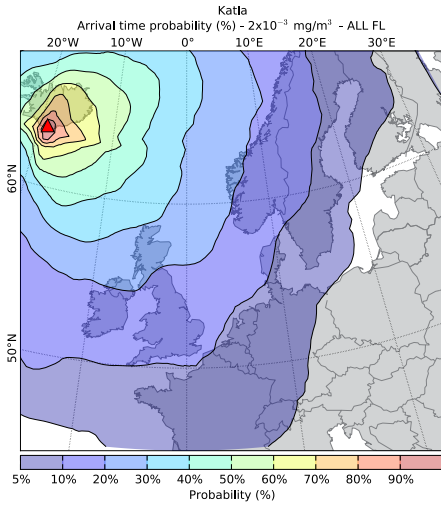 Katla
Arrival time probability (%) - 2x10⁻³ mg/m³ - ALL FL
20°W 10°W 0° 10°E 20°E 30°E
60°N
50°N
5% 10% 20% 30% 40% 50% 60% 70% 80% 90%
Probability (%)